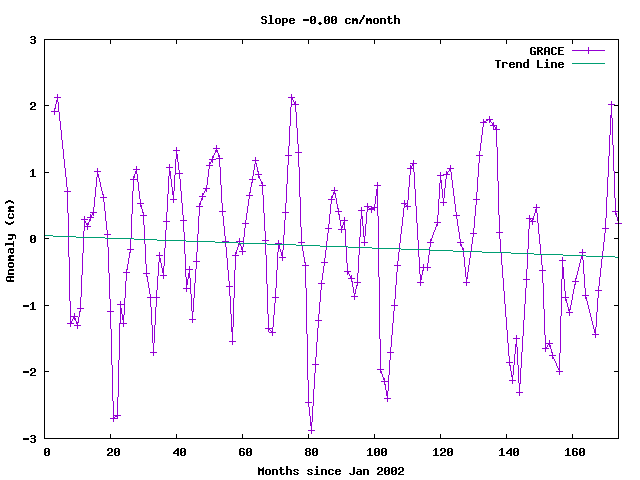 Slope -0.00 cm/month
GRACE
Trend Line
3
2
1
0
-1
-2
-3
Anomaly (cm)
0 20 40 60 80 100 120 140 160
Months since Jan 2002